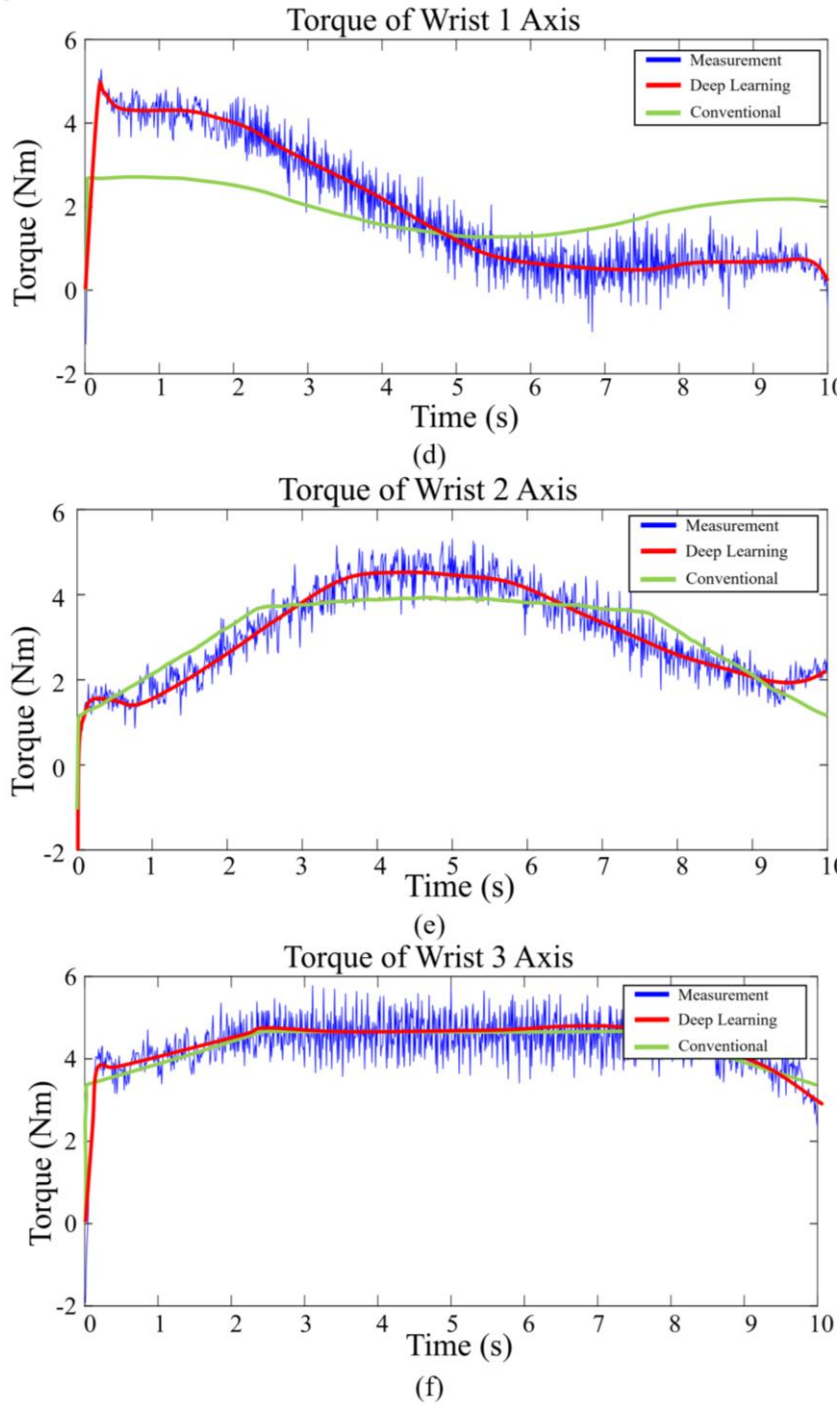 Torque of Wrist 1 Axis
6
4
2
0
-2
Torque (Nm)
Measurement
Deep Learning
Conventional
0 1 2 3 4 5 6 7 8 9 10
Time (s)
(d)
Torque of Wrist 2 Axis
6
4
2
0
-2
Torque (Nm)
Measurement
Deep Learning
Conventional
0 1 2 3 4 5 6 7 8 9 10
Time (s)
(e)
Torque of Wrist 3 Axis
6
4
2
0
-2
Torque (Nm)
Measurement
Deep Learning
Conventional
0 1 2 3 4 5 6 7 8 9 10
Time (s)
(f)